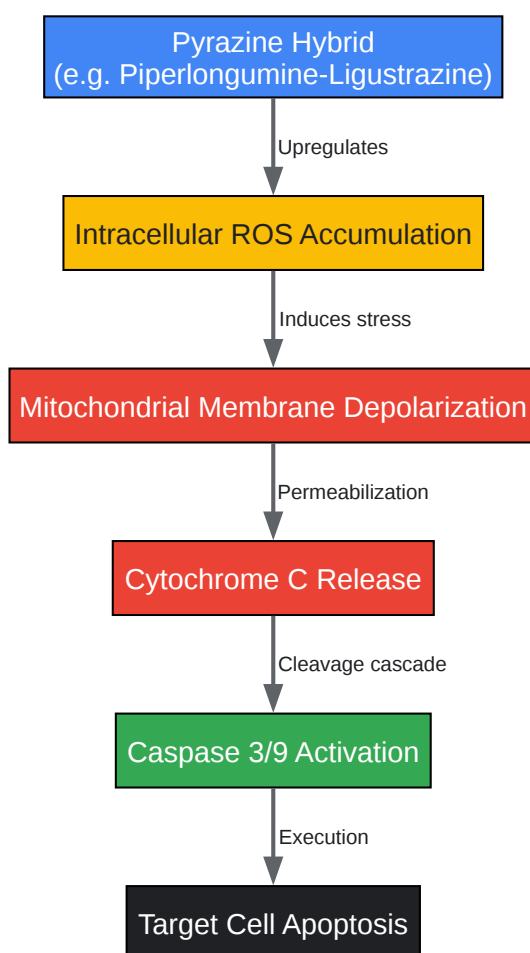 Pyrazine Hybrid
(e.g. Piperlongumine-Ligustrazine)
Upregulates
Intracellular ROS Accumulation
Induces stress
Mitochondrial Membrane Depolarization
Permeabilization
Cytochrome C Release
Cleavage cascade
Caspase 3/9 Activation
Execution
Target Cell Apoptosis